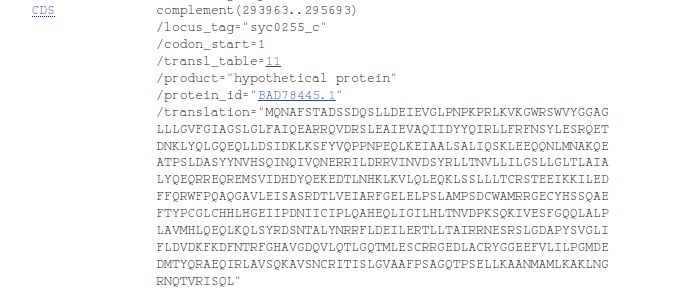 CDS complement(293963..295693)
/locus_tag="syc0255_c"
/codon_start=1
/transl_table=11
/product="hypothetical protein"
/protein_id="BAD78445.1"
/translation="MQNAFSTADSSDQSLLDEIEVGLPNPKPRLKVKGWRSWVYGGAG
LLLGVFGIAGSLGLFAIQEARRQVDRSLEAIEVAQIIDYYQIRLLFRFNSYLESRQET
DNKLYQLGQEQLLDSIDKLKSFYVQPPNPEQLKEIAALSALIQSKLEEQQNLMNAKQE
ATPSLDASYYNVHSQINQIVQNERRILDRRVINVDSYRLLTNVLLILGSLLGLTLAIA
LYQEQRREQREMSVIDHDYQEKEDTLNHKLKVLQLEQKLSSLLLTCRSTEEIKKILED
FFQRWFPQAQGAVLEISASRDTLVEIARFGELELPSLAMPSDCWAMRRGECYHSSQAE
FTYPCGLCHHLHGEIIPDNIICIPLQAHEQLIGILHLTNVDPKSQKIVESFGQQLALP
LAVMHLQEQLKQLSYRDSNTALYNRRFLDEILERTLLTAIRRNESRSLGDAPYSVGLI
FLDVDKFKDFNTRFGHAVGDQVLQTLGQTMLESCRRGEDLACRYGGEEFVLILPGMDE
DMTYQRAEQIRLAVSQKAVSNCRITISLGVAAFPSAGQTPSELLKAANMAMLKAKLNG
RNQTVRISQL"